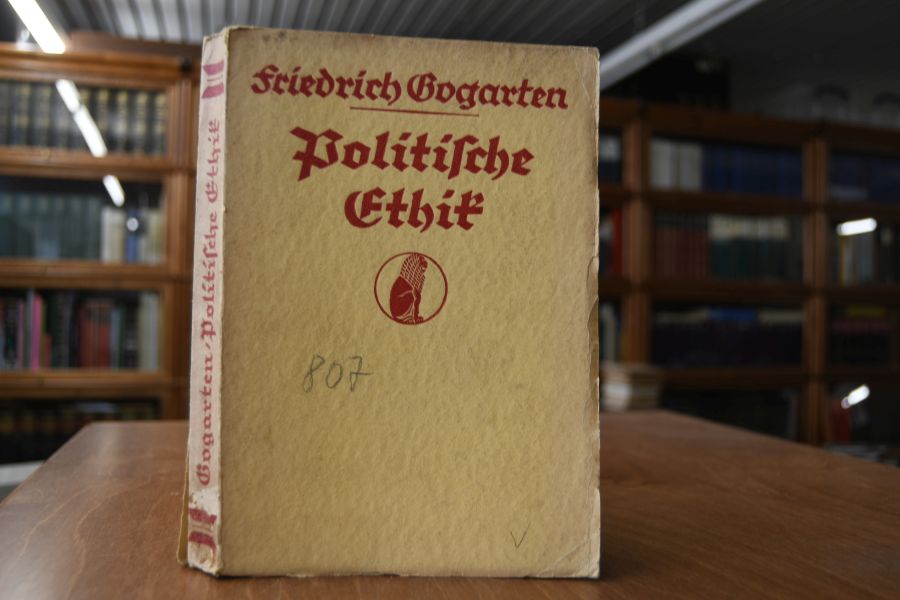 Friedrich Gogarten
Politiſche
Ethik
807
Gogarten / Politiſche Ethik